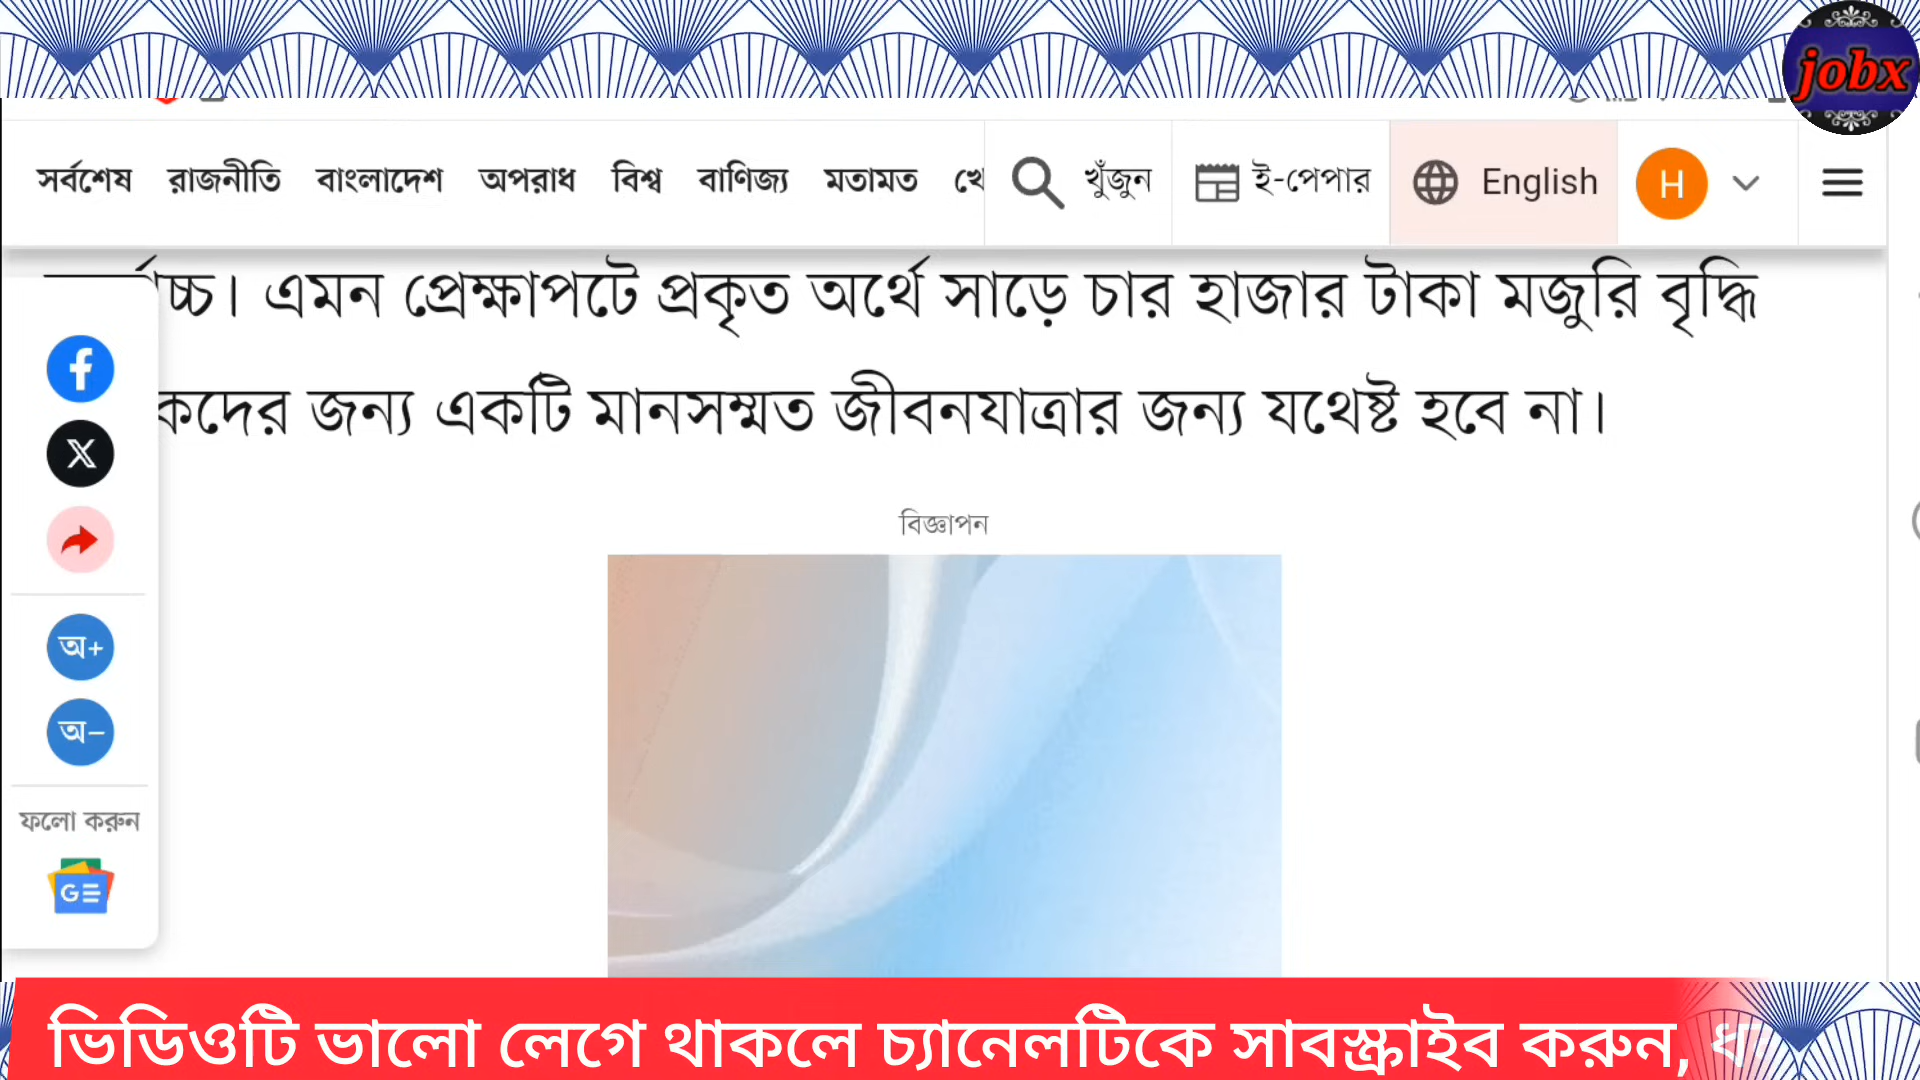 jobx
সর্বশেষ রাজনীতি বাংলাদেশ অপরাধ বিশ্ব বাণিজ্য মতামত খে খুঁজুন ই-পেপার English H
চ্চ। এমন প্রেক্ষাপটে প্রকৃত অর্থে সাড়ে চার হাজার টাকা মজুরি বৃদ্ধি
কদের জন্য একটি মানসম্মত জীবনযাত্রার জন্য যথেষ্ট হবে না।
বিজ্ঞাপন
অ+
অ−
ফলো করুন
G
ভিডিওটি ভালো লেগে থাকলে চ্যানেলটিকে সাবস্ক্রাইব করুন,